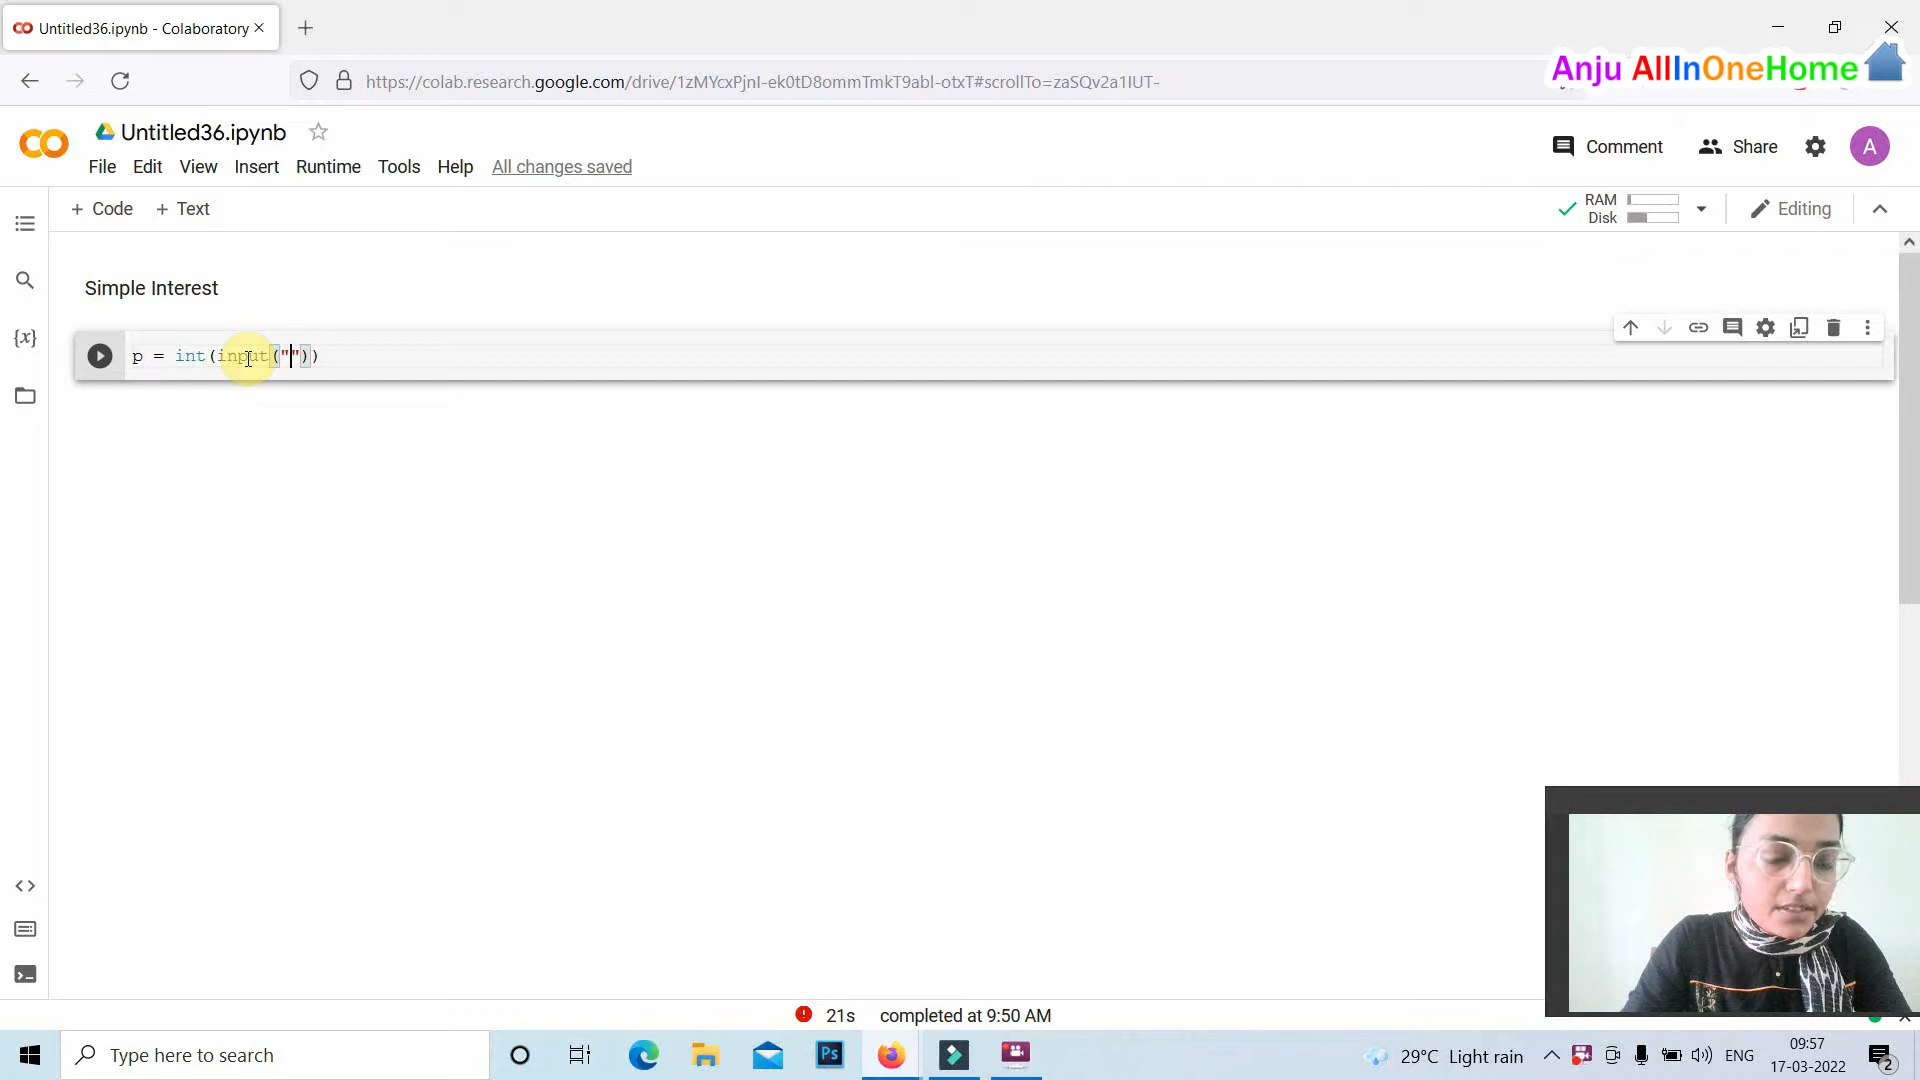 Untitled36.ipynb - Colaboratory
https://colab.research.google.com/drive/1zMYcxPjnI-ek0tD8ommTmkT9abl-otxT#scrollTo=zaSQv2a1IUT-
Anju AllInOneHome
Untitled36.ipynb
Comment
Share
A
File Edit View Insert Runtime Tools Help All changes saved
+ Code + Text
RAM
Disk
Editing
Simple Interest
{x}
p = int(input(""))
21s completed at 9:50 AM
Type here to search
Ps
29°C Light rain
ENG
09:57
17-03-2022
2